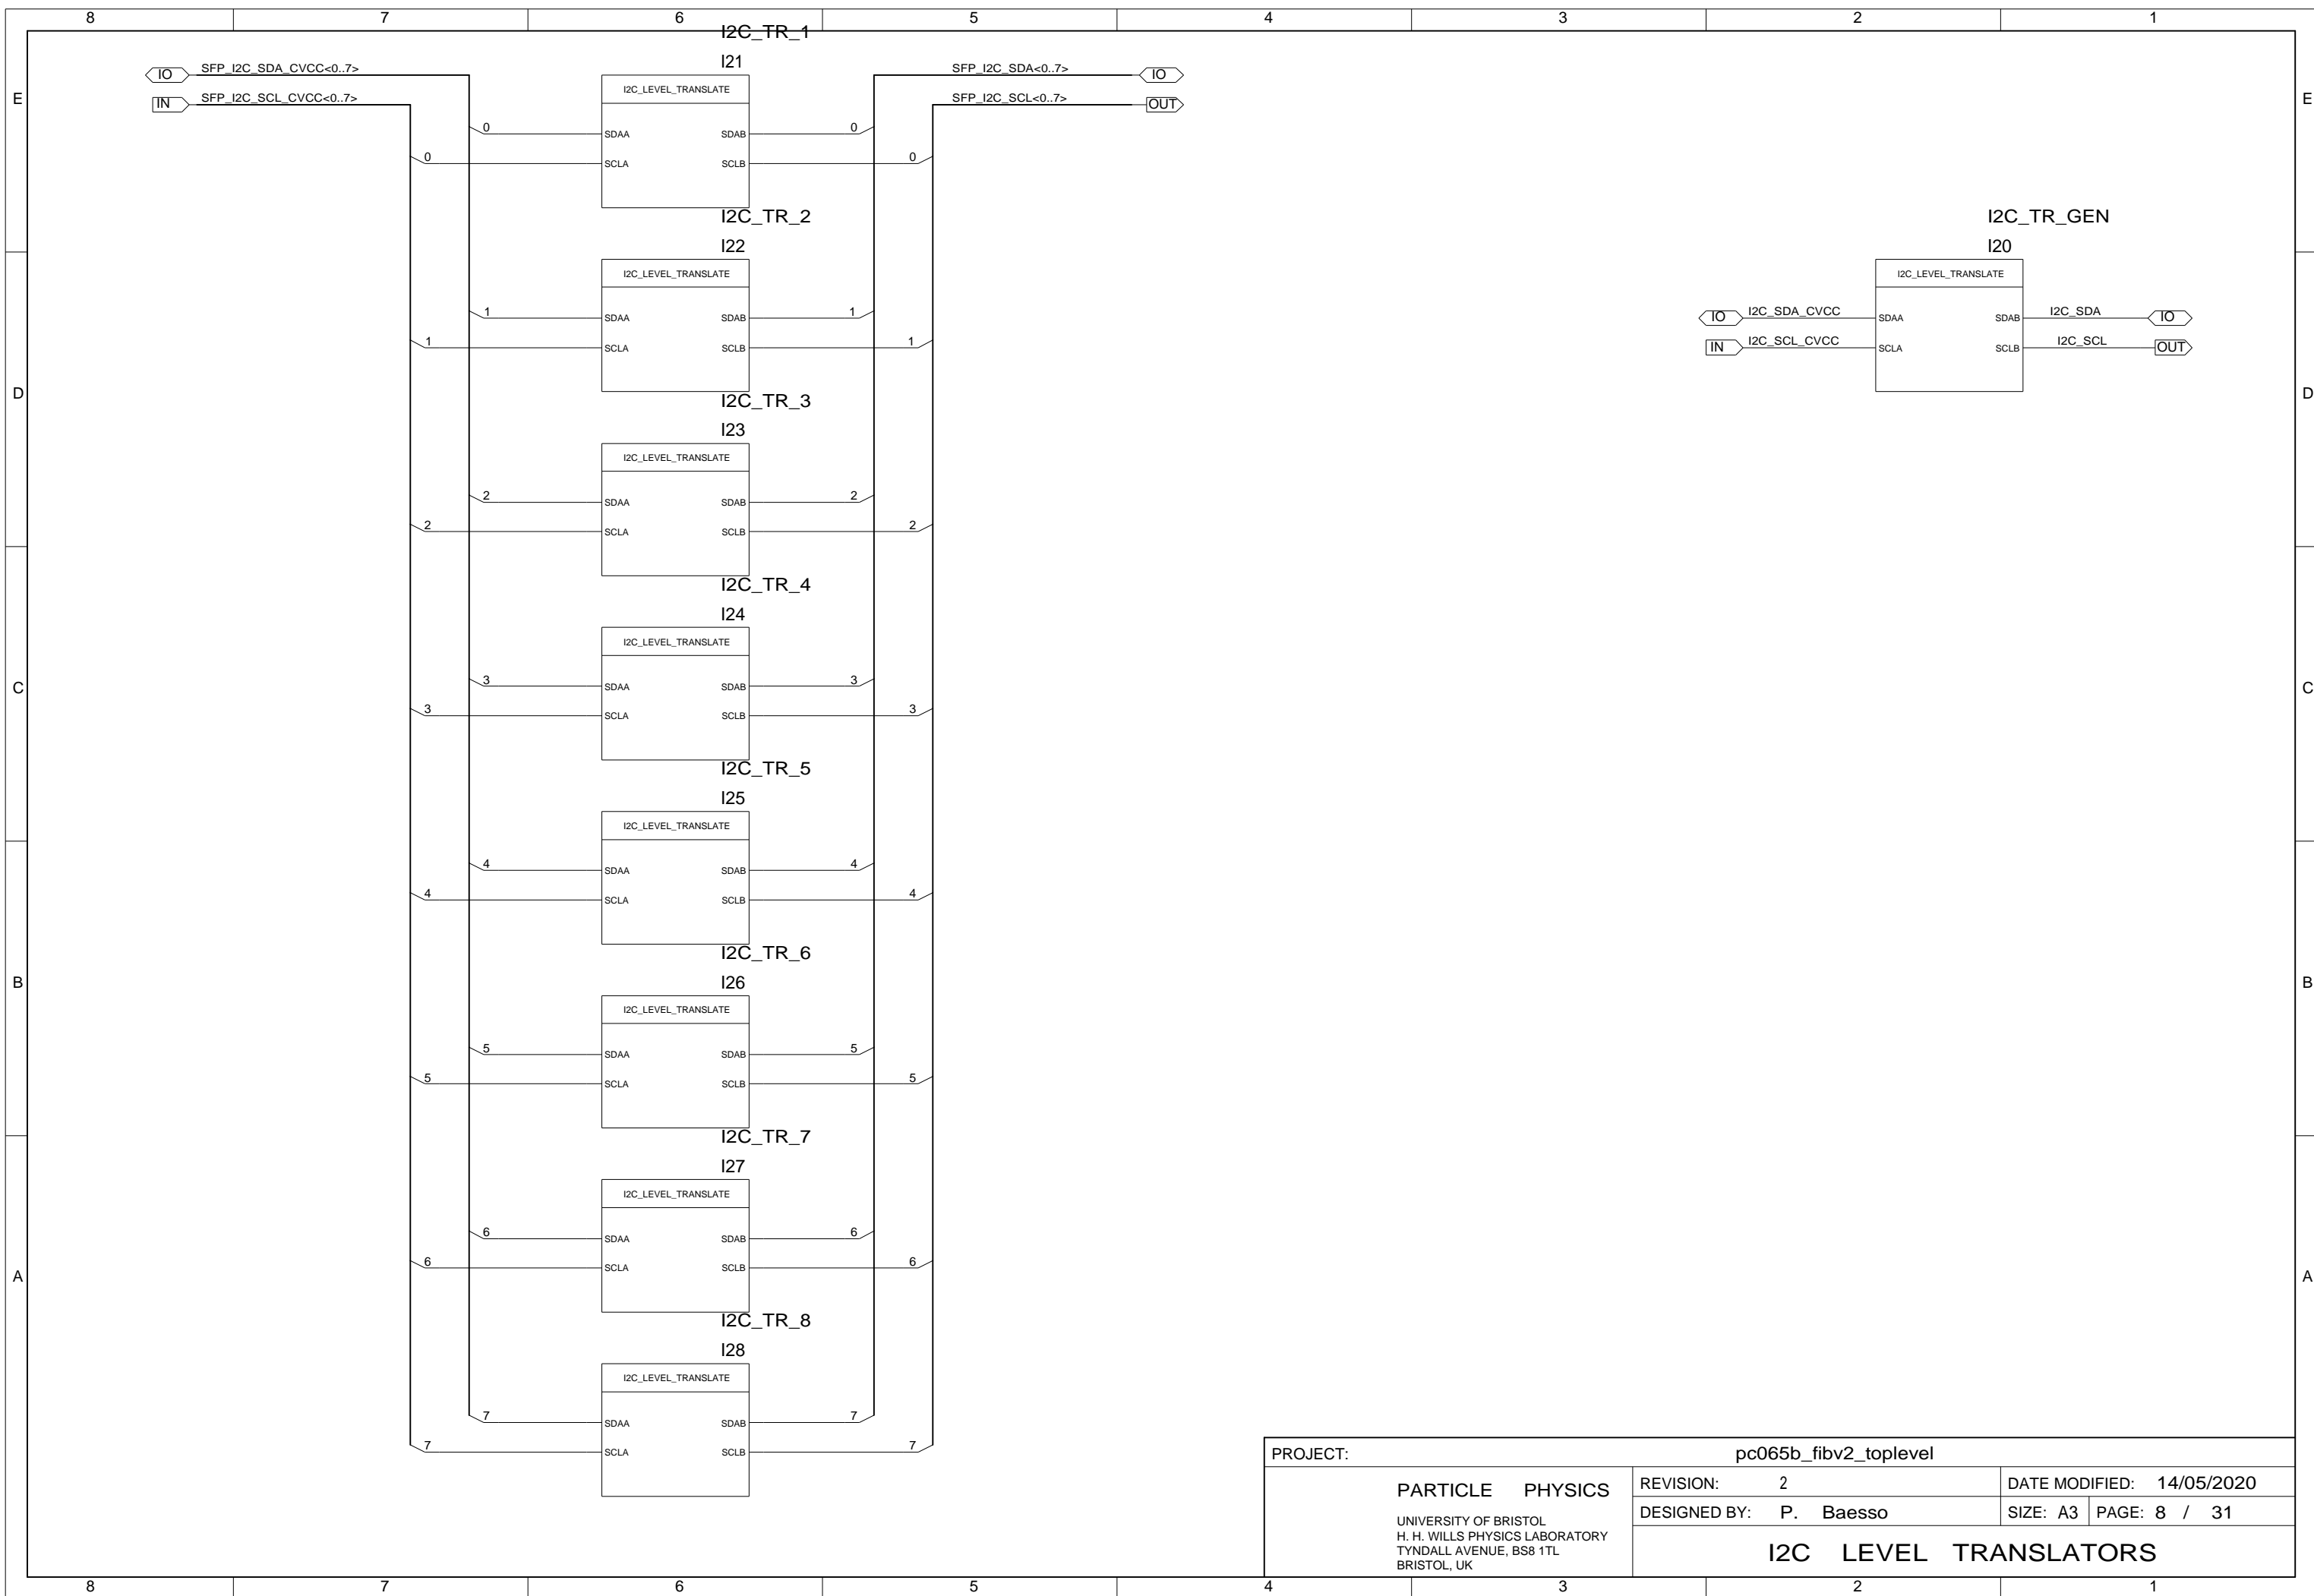 8 7 6 5 4 3 2 1
I2C_TR_1
I21
IO SFP_I2C_SDA_CVCC<0..7> SFP_I2C_SDA<0..7> IO
I2C_LEVEL_TRANSLATE
E IN SFP_I2C_SCL_CVCC<0..7> SFP_I2C_SCL<0..7> OUT E
0 SDAA SDAB 0
0 SCLA SCLB 0
I2C_TR_2 I2C_TR_GEN
I22 I20
I2C_LEVEL_TRANSLATE I2C_LEVEL_TRANSLATE
1 SDAA SDAB 1 IO I2C_SDA_CVCC SDAA SDAB I2C_SDA IO
1 SCLA SCLB 1 IN I2C_SCL_CVCC SCLA SCLB I2C_SCL OUT
D D
I2C_TR_3
I23
I2C_LEVEL_TRANSLATE
2 SDAA SDAB 2
2 SCLA SCLB 2
I2C_TR_4
I24
I2C_LEVEL_TRANSLATE
3 SDAA SDAB 3
C C
3 SCLA SCLB 3
I2C_TR_5
I25
I2C_LEVEL_TRANSLATE
4 SDAA SDAB 4
4 SCLA SCLB 4
I2C_TR_6
B I26 B
I2C_LEVEL_TRANSLATE
5 SDAA SDAB 5
5 SCLA SCLB 5
I2C_TR_7
I27
I2C_LEVEL_TRANSLATE
6 SDAA SDAB 6
6 SCLA SCLB 6
A A
I2C_TR_8
I28
I2C_LEVEL_TRANSLATE
7 SDAA SDAB 7
7 SCLA SCLB 7
PROJECT: pc065b_fibv2_toplevel
PARTICLE PHYSICS
UNIVERSITY OF BRISTOL
H. H. WILLS PHYSICS LABORATORY
TYNDALL AVENUE, BS8 1TL
BRISTOL, UK
REVISION: 2 DATE MODIFIED: 14/05/2020
DESIGNED BY: P. Baesso SIZE: A3 PAGE: 8 / 31
I2C LEVEL TRANSLATORS
8 7 6 5 4 3 2 1